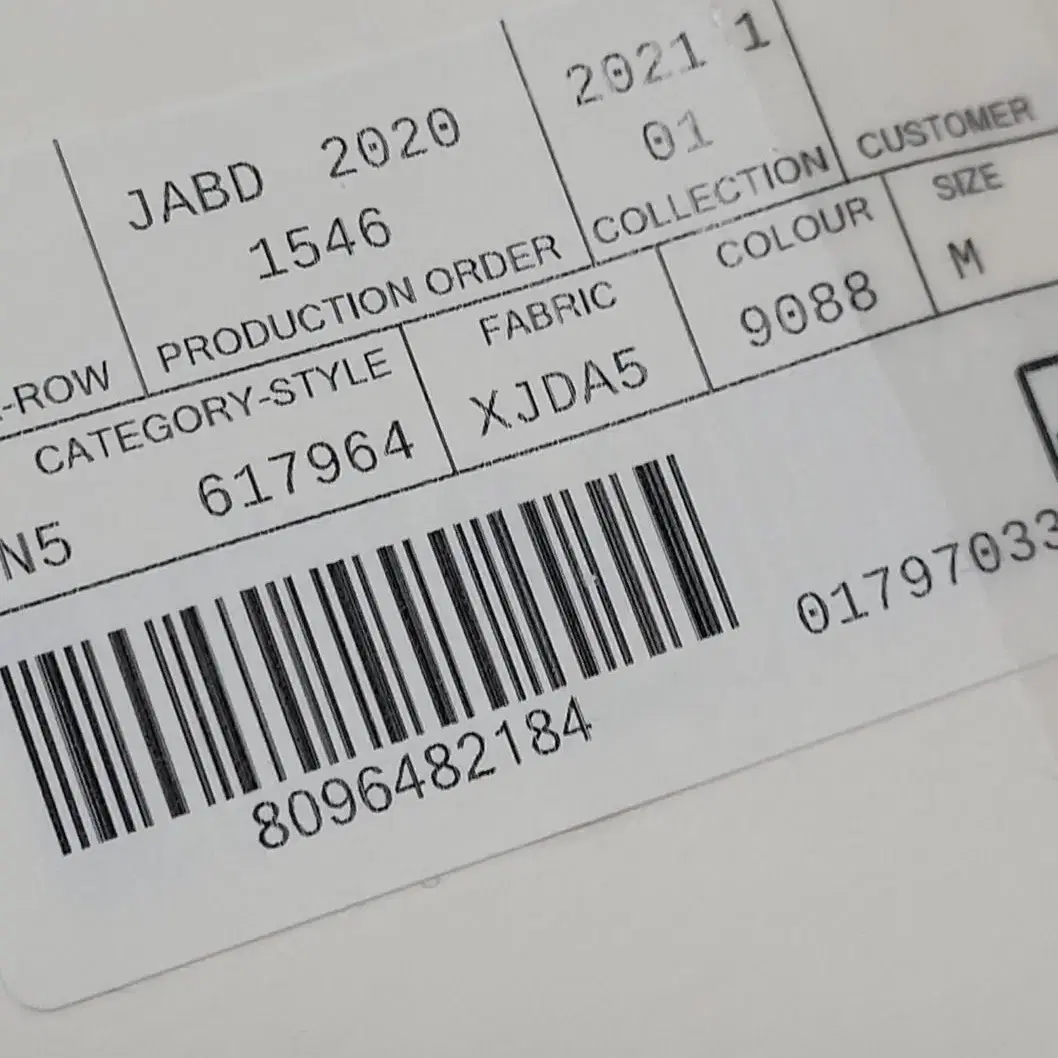 JABD 2020
1546
PRODUCTION ORDER
2021 1
01
COLLECTION
CUSTOMER
-ROW
CATEGORY-STYLE
N5 617964
FABRIC
XJDA5
COLOUR
9088
SIZE
M
8096482184
01797033